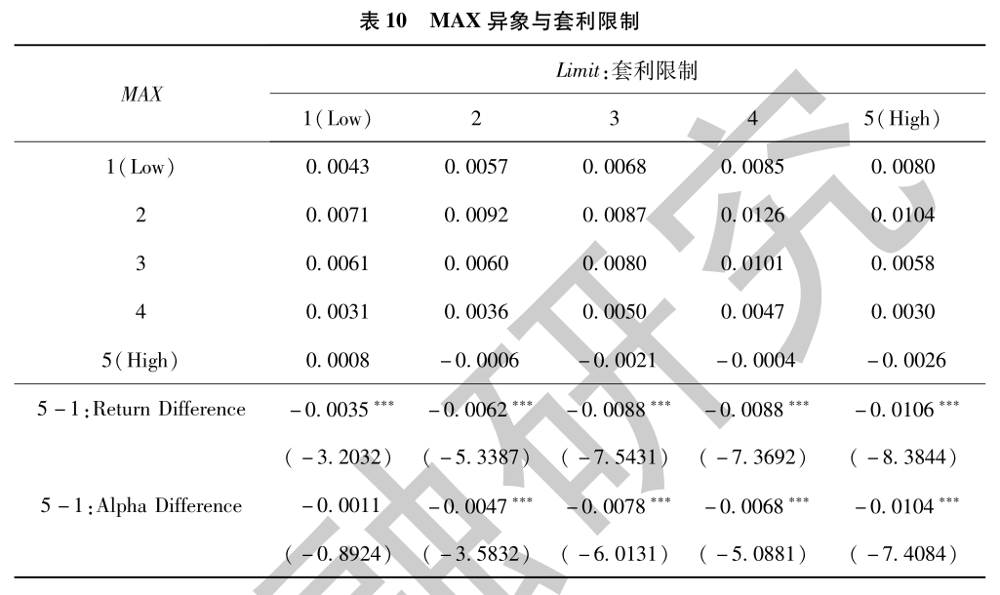 表 10 MAX 异象与套利限制
MAX
Limit:套利限制
1(Low) 2 3 4 5(High)
1(Low) 0.0043 0.0057 0.0068 0.0085 0.0080
2 0.0071 0.0092 0.0087 0.0126 0.0104
3 0.0061 0.0060 0.0080 0.0101 0.0058
4 0.0031 0.0036 0.0050 0.0047 0.0030
5(High) 0.0008 -0.0006 -0.0021 -0.0004 -0.0026
5-1:Return Difference -0.0035*** -0.0062*** -0.0088*** -0.0088*** -0.0106***
(-3.2032) (-5.3387) (-7.5431) (-7.3692) (-8.3844)
5-1:Alpha Difference -0.0011 -0.0047*** -0.0078*** -0.0068*** -0.0104***
(-0.8924) (-3.5832) (-6.0131) (-5.0881) (-7.4084)
融研究